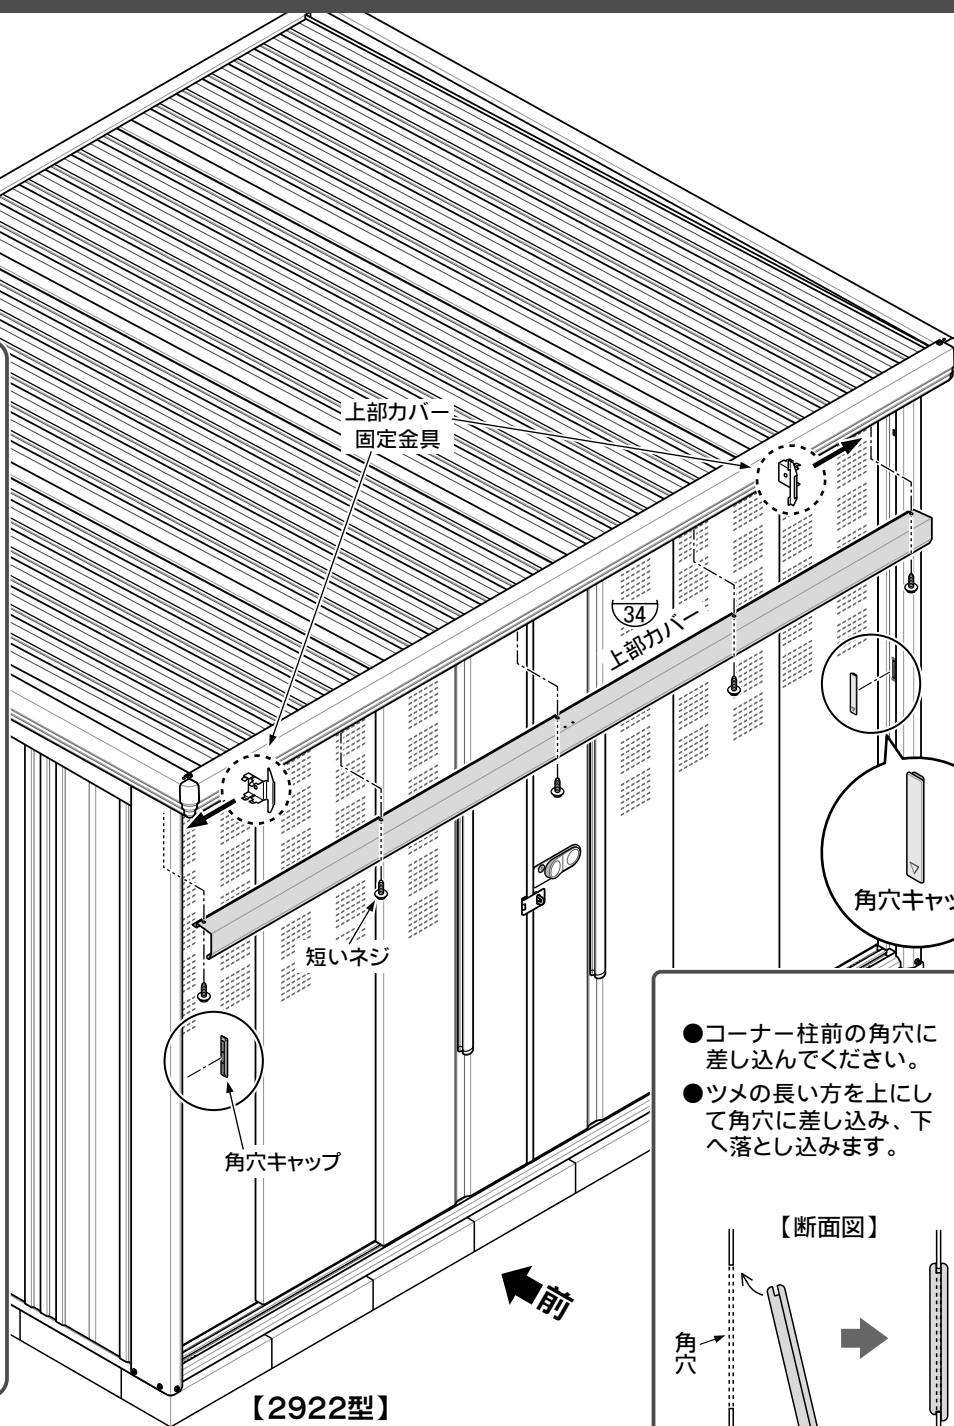 上部カバー
固定金具
34
上部カバー
短いネジ
角穴キャッ
角穴キャップ
●コーナー柱前の角穴に
差し込んでください。
●ツメの長い方を上にし
て角穴に差し込み、下
へ落とし込みます。
【断面図】
角穴
前
【2922型】